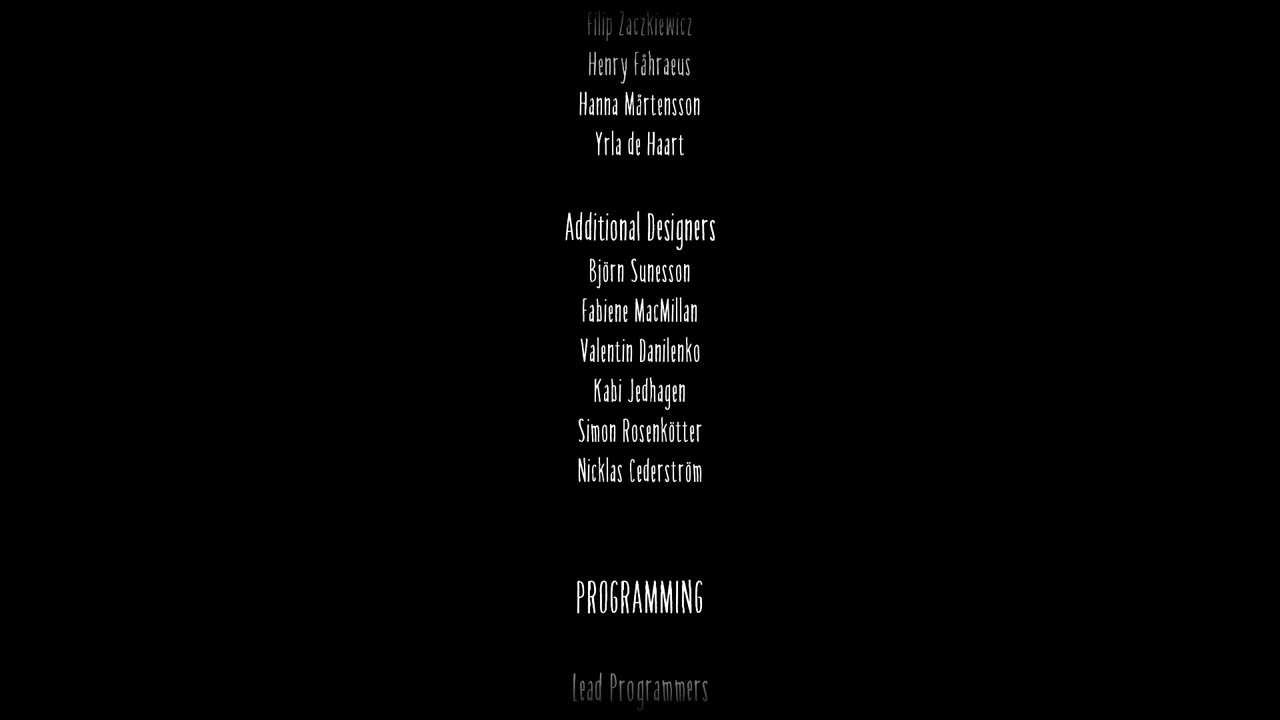 Filip Zaczkiewicz
Henry Fåhraeus
Hanna Mårtensson
Yrla de Haart
Additional Designers
Björn Sunesson
Fabiene MacMillan
Valentin Danilenko
Kabi Jedhagen
Simon Rosenkötter
Nicklas Cederström
PROGRAMMING
Lead Programmers